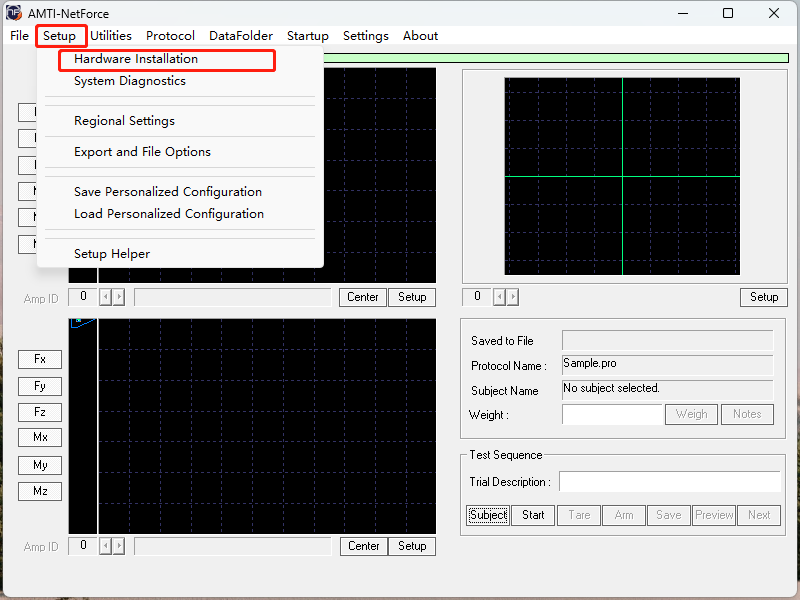 AMTI-NetForce
File Setup Utilities Protocol DataFolder Startup Settings About
Hardware Installation
System Diagnostics
Regional Settings
Export and File Options
Save Personalized Configuration
Load Personalized Configuration
Setup Helper
Amp ID 0 Center Setup
0 Setup
Fx
Fy
Fz
Mx
My
Mz
Amp ID 0 Center Setup
Saved to File
Protocol Name : Sample.pro
Subject Name No subject selected.
Weight : Weigh Notes
Test Sequence
Trial Description :
Subject Start Tare Arm Save Preview Next